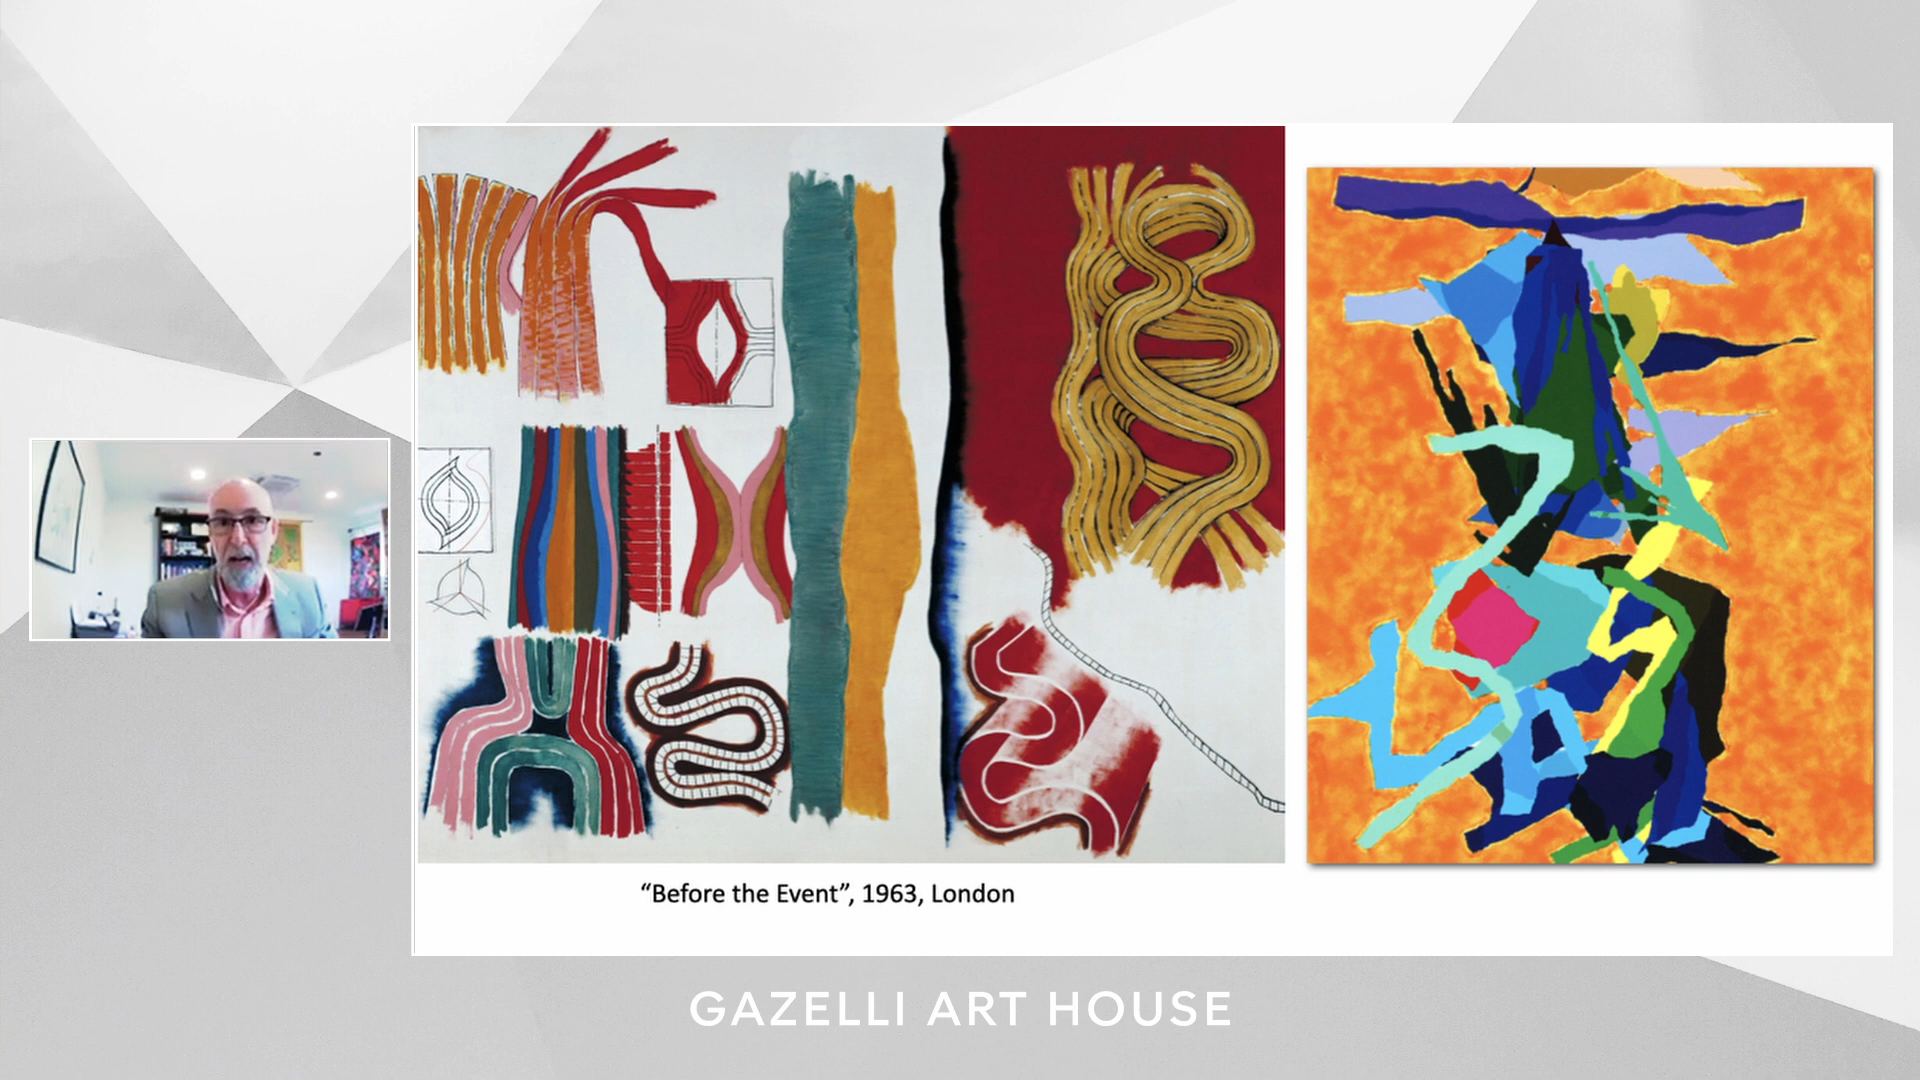 “Before the Event”, 1963, London
GAZELLI ART HOUSE